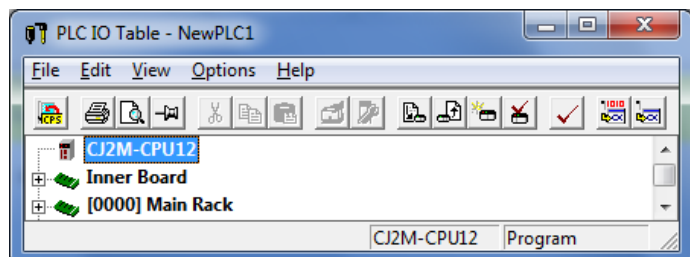 PLC IO Table - NewPLC1
File Edit View Options Help
CPS
CJ2M-CPU12
Inner Board
[0000] Main Rack
CJ2M-CPU12 Program